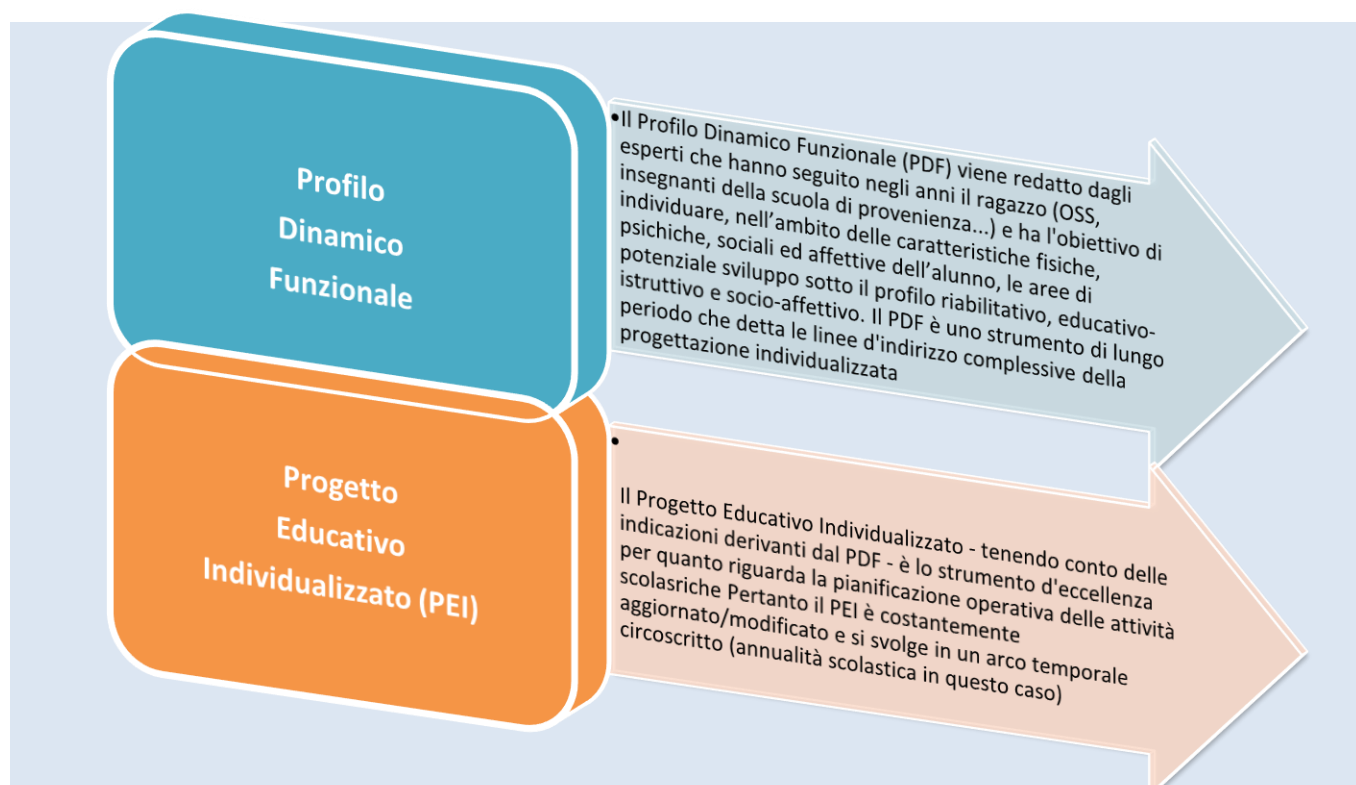 Profilo
Dinamico
Funzionale
•Il Profilo Dinamico Funzionale (PDF) viene redatto dagli
esperti che hanno seguito negli anni il ragazzo (OSS,
insegnanti della scuola di provenienza...) e ha l'obiettivo di
individuare, nell’ambito delle caratteristiche fisiche,
psichiche, sociali ed affettive dell’alunno, le aree di
potenziale sviluppo sotto il profilo riabilitativo, educativo-
istruttivo e socio-affettivo. Il PDF è uno strumento di lungo
periodo che detta le linee d'indirizzo complessive della
progettazione individualizzata
Progetto
Educativo
Individualizzato (PEI)
•
Il Progetto Educativo Individualizzato - tenendo conto delle
indicazioni derivanti dal PDF - è lo strumento d'eccellenza
per quanto riguarda la pianificazione operativa delle attività
scolasriche Pertanto il PEI è costantemente
aggiornato/modificato e si svolge in un arco temporale
circoscritto (annualità scolastica in questo caso)